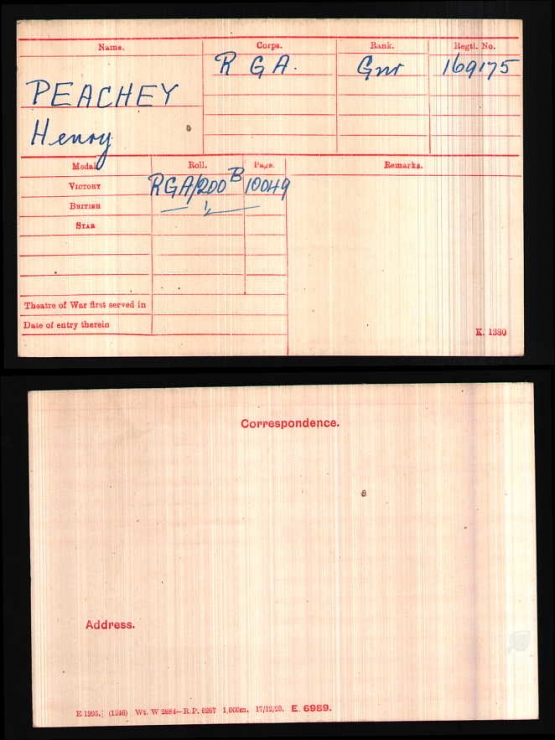 Name. Corps. Rank. Regtl. No.
R G A. Gnr 169175
PEACHEY
Henry
Medal. Roll. Page. Remarks.
VICTORY RGA/200 B 10049
BRITISH
STAR
Theatre of War first served in
Date of entry therein
K. 1380
Correspondence.
Address.
E 1295. (1340) Wt. W 2684—R.P. 6267 1,000m. 17/12/20. E. 6989.